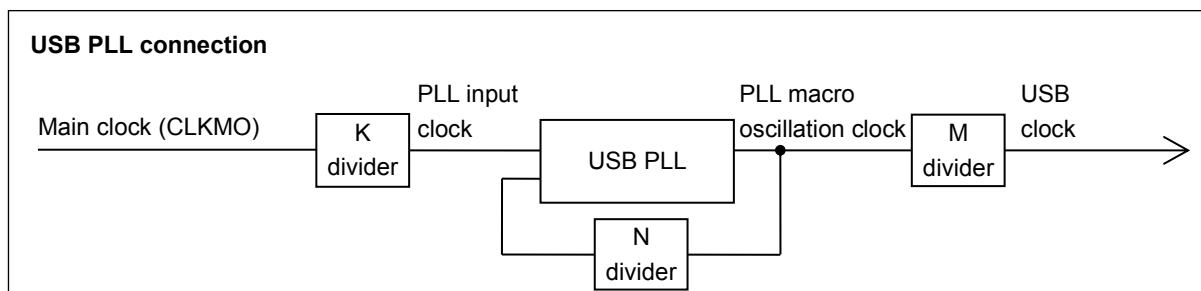 USB PLL connection
Main clock (CLKMO)
K
divider
PLL input
clock
USB PLL
PLL macro
oscillation clock
M
divider
USB
clock
N
divider